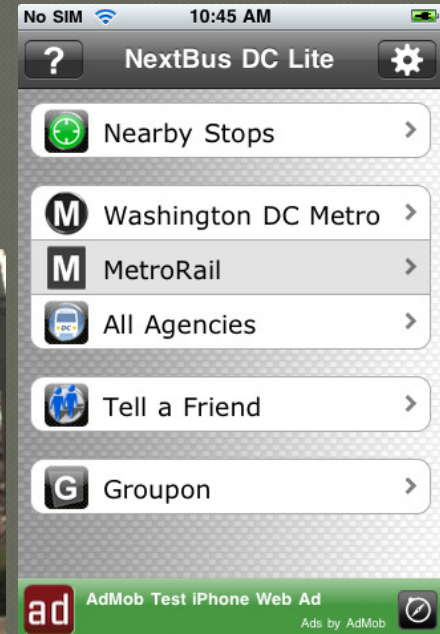 No SIM 10:45 AM
? NextBus DC Lite
Nearby Stops
M Washington DC Metro
M MetroRail
DC All Agencies
Tell a Friend
G Groupon
ad AdMob Test iPhone Web Ad
Ads by AdMob